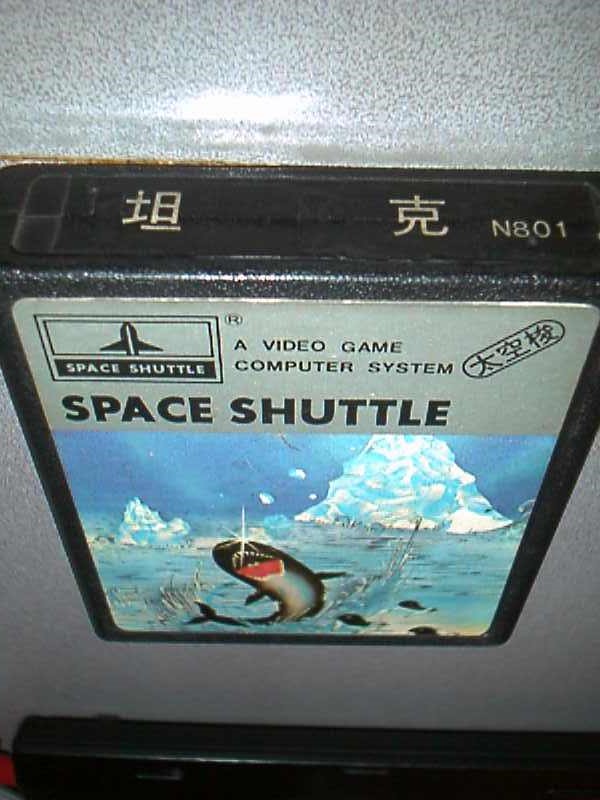 坦 克 N801
SPACE SHUTTLE
®
A VIDEO GAME
COMPUTER SYSTEM
太空梭
SPACE SHUTTLE